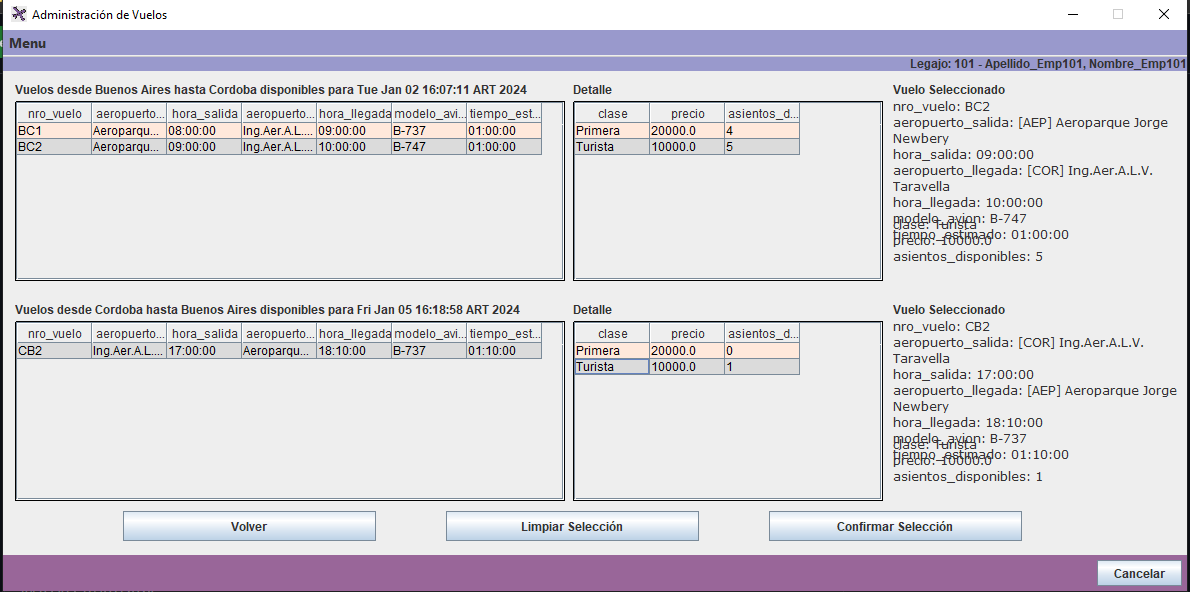 Administración de Vuelos
Menu
Legajo: 101 - Apellido_Emp101, Nombre_Emp101
Vuelos desde Buenos Aires hasta Cordoba disponibles para Tue Jan 02 16:07:11 ART 2024
nro_vuelo aeropuerto... hora_salida aeropuerto... hora_llegada modelo_avi... tiempo_est...
BC1 Aeroparqu... 08:00:00 Ing.Aer.A.L.... 09:00:00 B-737 01:00:00
BC2 Aeroparqu... 09:00:00 Ing.Aer.A.L.... 10:00:00 B-747 01:00:00
Detalle
clase precio asientos_d...
Primera 20000.0 4
Turista 10000.0 5
Vuelo Seleccionado
nro_vuelo: BC2
aeropuerto_salida: [AEP] Aeroparque Jorge
Newbery
hora_salida: 09:00:00
aeropuerto_llegada: [COR] Ing.Aer.A.L.V.
Taravella
hora_llegada: 10:00:00
modelo_avion: B-747
clase: Turista
tiempo_estimado: 01:00:00
precio: 10000.0
asientos_disponibles: 5
Vuelos desde Cordoba hasta Buenos Aires disponibles para Fri Jan 05 16:18:58 ART 2024
nro_vuelo aeropuerto... hora_salida aeropuerto... hora_llegada modelo_avi... tiempo_est...
CB2 Ing.Aer.A.L.... 17:00:00 Aeroparqu... 18:10:00 B-737 01:10:00
Detalle
clase precio asientos_d...
Primera 20000.0 0
Turista 10000.0 1
Vuelo Seleccionado
nro_vuelo: CB2
aeropuerto_salida: [COR] Ing.Aer.A.L.V.
Taravella
hora_salida: 17:00:00
aeropuerto_llegada: [AEP] Aeroparque Jorge
Newbery
hora_llegada: 18:10:00
modelo_avion: B-737
clase: Turista
tiempo_estimado: 01:10:00
precio: 10000.0
asientos_disponibles: 1
Volver
Limpiar Selección
Confirmar Selección
Cancelar